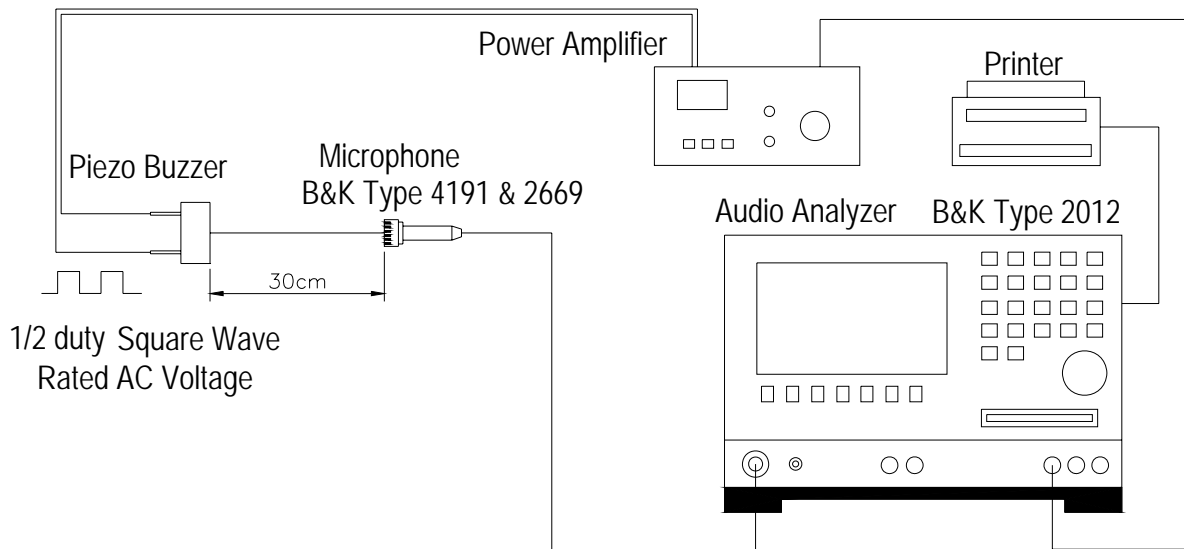 Power Amplifier
Printer
Piezo Buzzer
Microphone
B&K Type 4191 & 2669
Audio Analyzer
B&K Type 2012
30cm
1/2 duty Square Wave
Rated AC Voltage